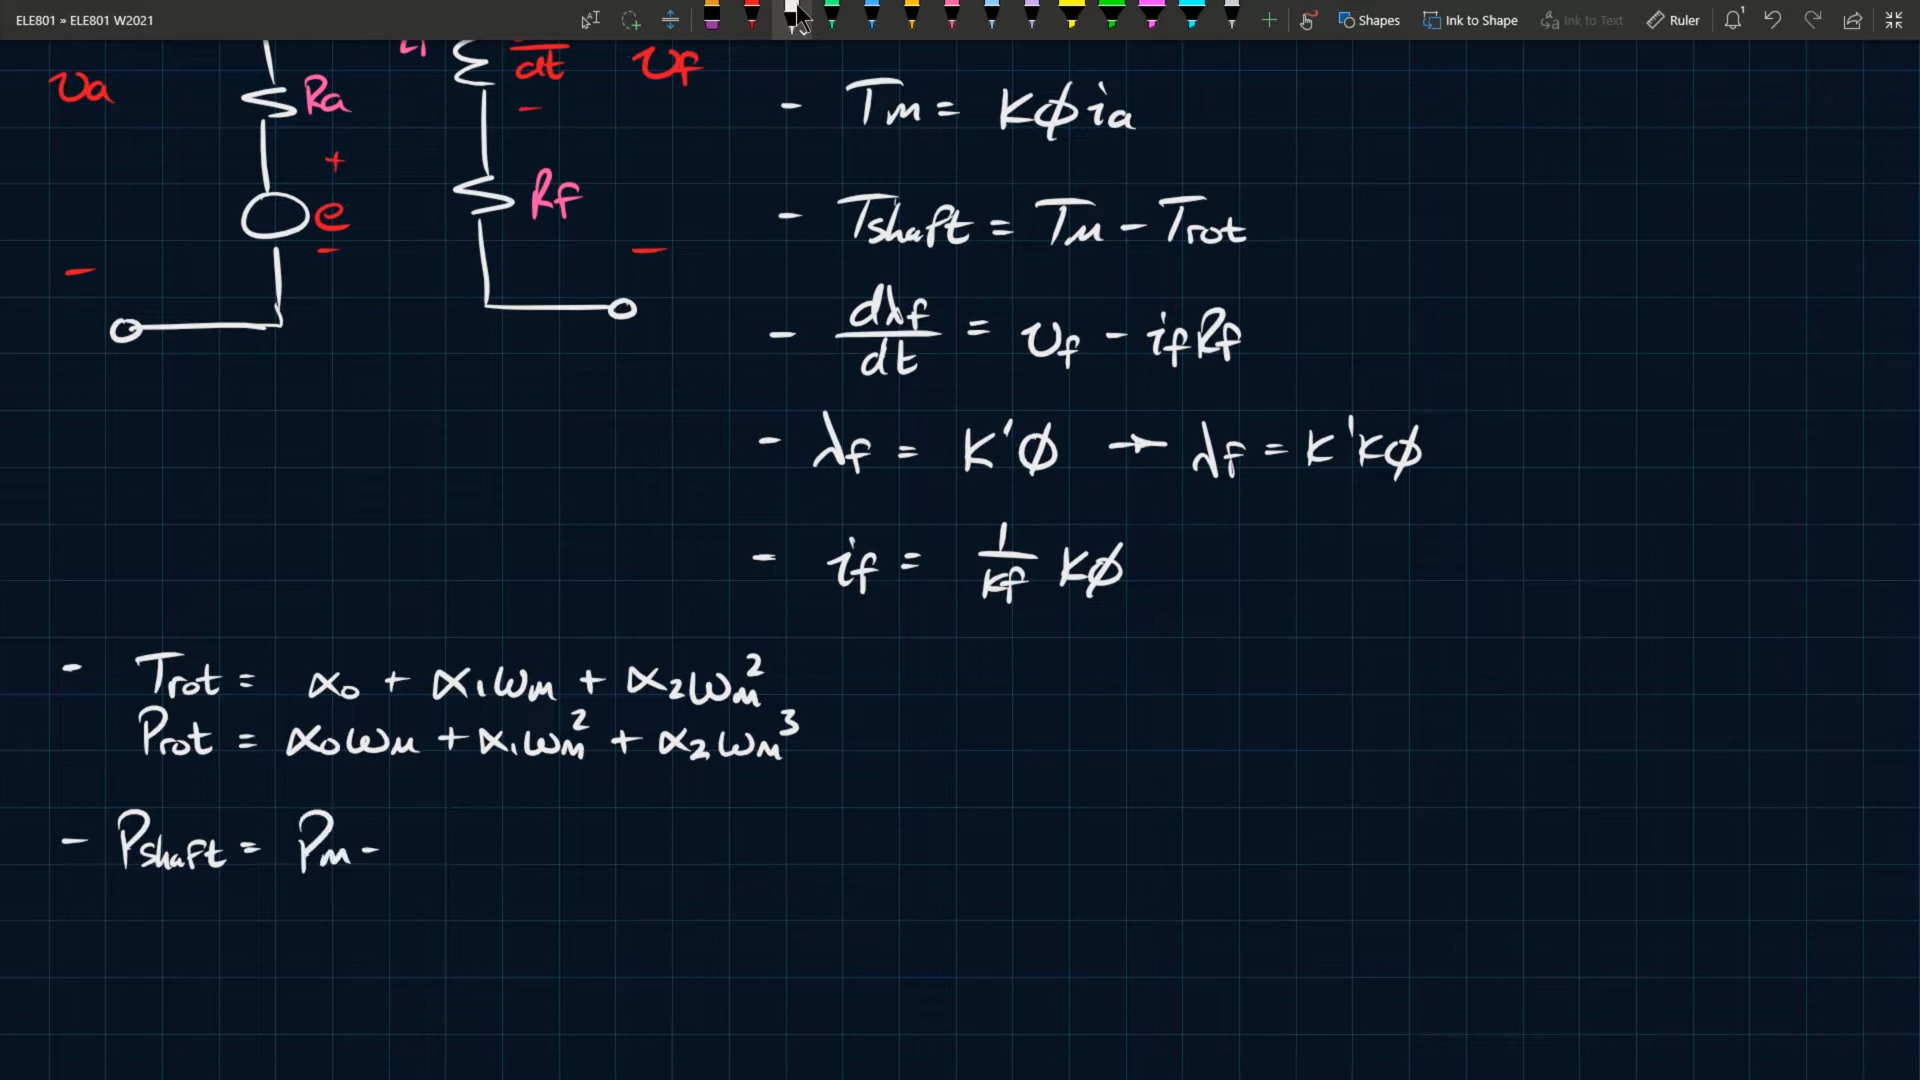 ELE801 » ELE801 W2021
1
Shapes
Ink to Shape
Ink to Text
Ruler
va
Ra
+
e
-
-
dt
-
vf
Rf
-
- Tm = Kϕia
- Tshaft = Tm - Trot
- dλf/dt = vf - ifRf
- λf = K'ϕ → λf = K'Kϕ
- if = 1/Kf Kϕ
- Trot = α0 + α1ωm + α2ωm²
Prot = α0ωm + α1ωm² + α2ωm³
- Pshaft = Pm -